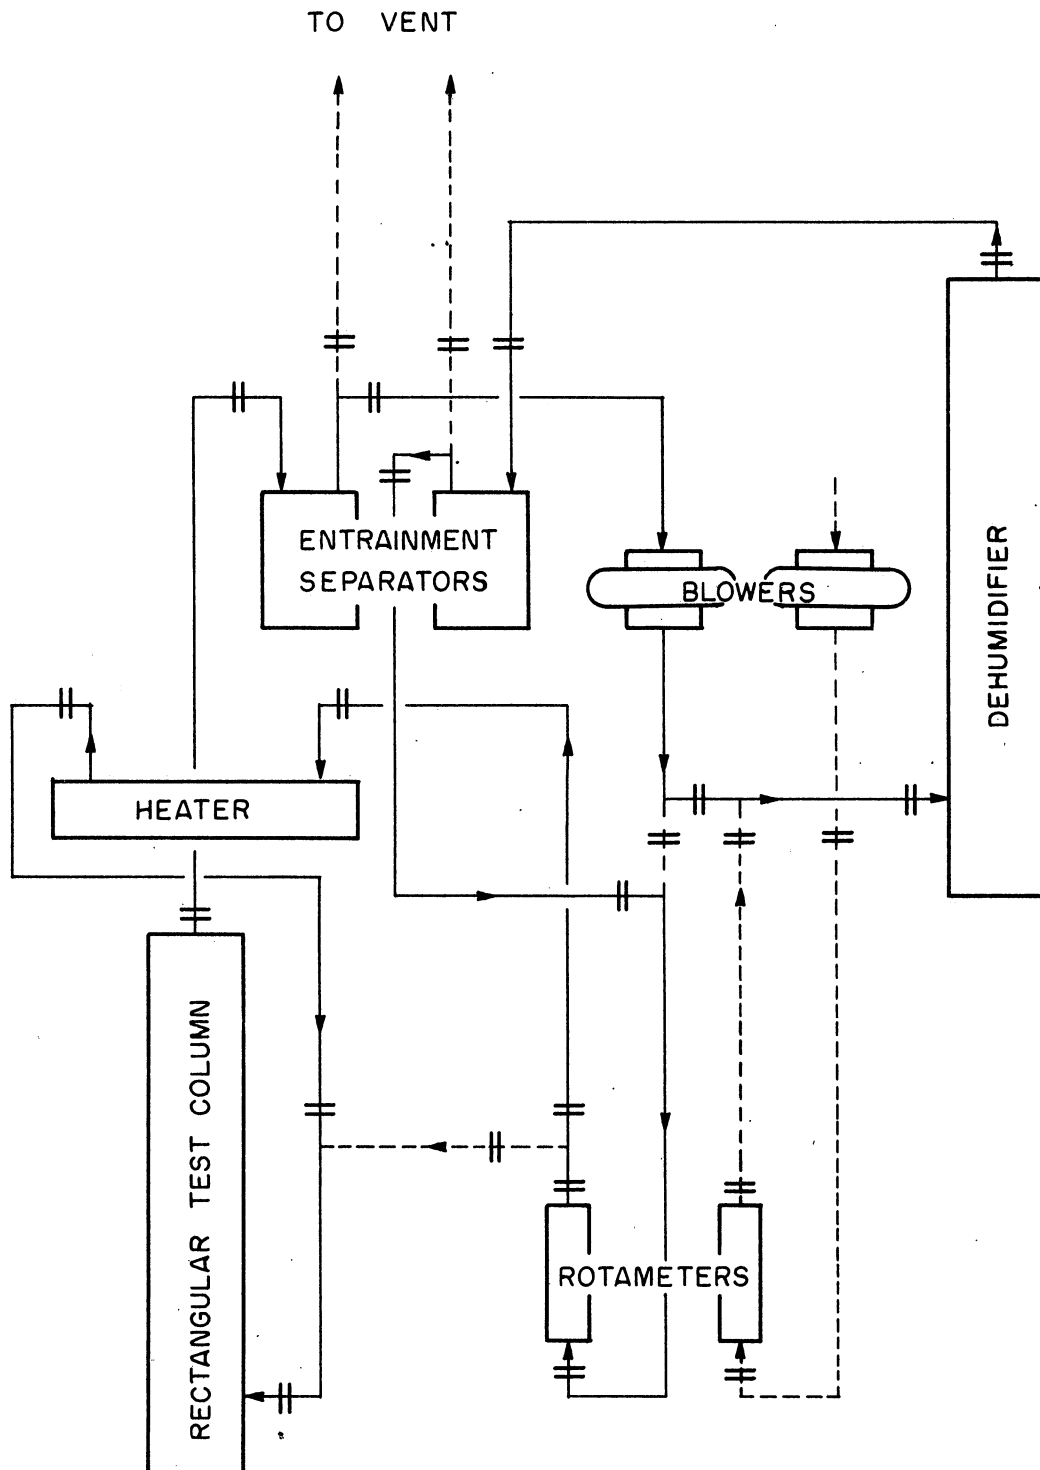 TO VENT
ENTRAINMENT
SEPARATORS
BLOWERS
DEHUMIDIFIER
HEATER
RECTANGULAR TEST COLUMN
ROTAMETERS